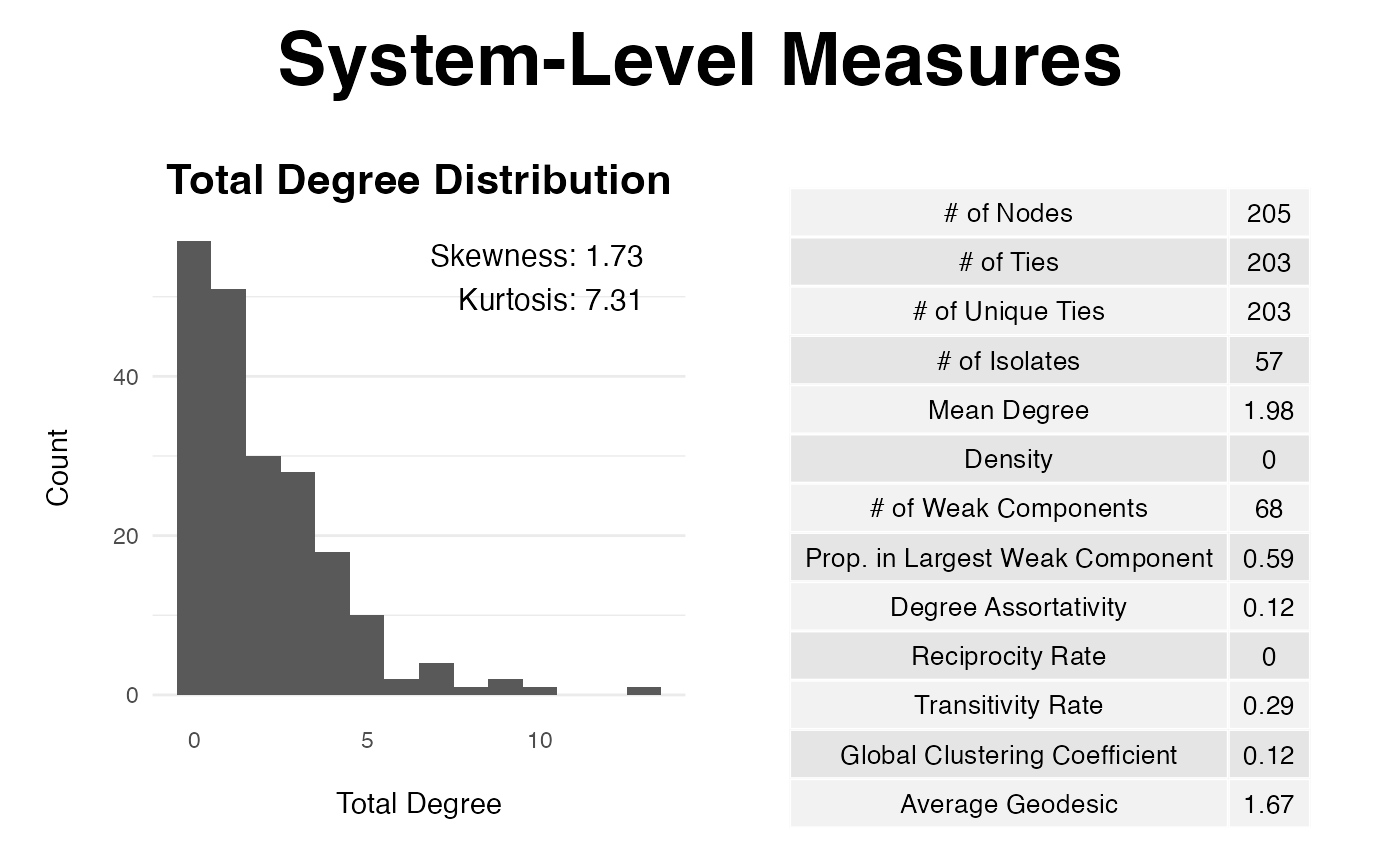 System-Level Measures
Total Degree Distribution
Skewness: 1.73
Kurtosis: 7.31
Count
40
20
0
0 5 10
Total Degree
# of Nodes 205
# of Ties 203
# of Unique Ties 203
# of Isolates 57
Mean Degree 1.98
Density 0
# of Weak Components 68
Prop. in Largest Weak Component 0.59
Degree Assortativity 0.12
Reciprocity Rate 0
Transitivity Rate 0.29
Global Clustering Coefficient 0.12
Average Geodesic 1.67